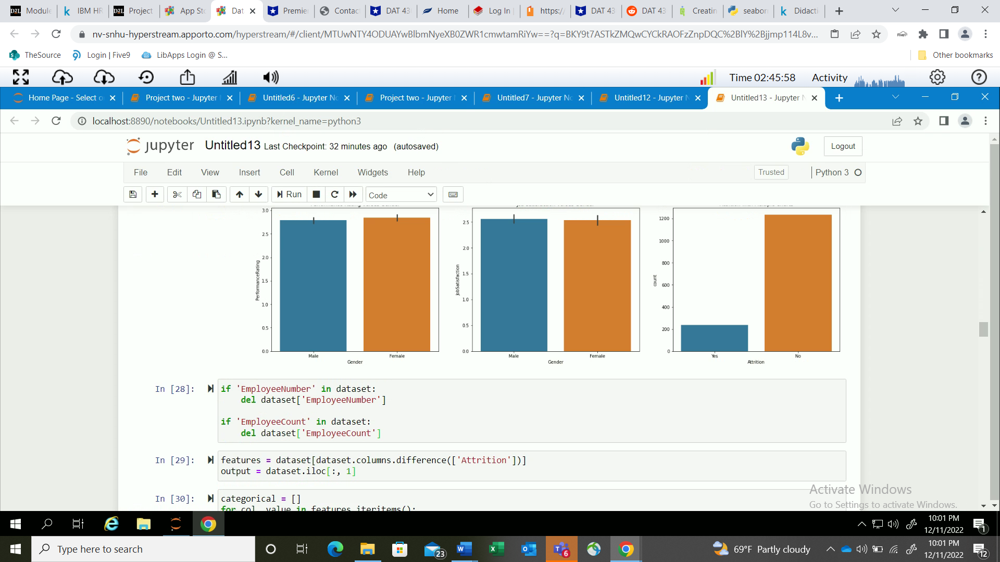 Module
IBM HR
Project
App Sto
Dat
Premie
Contac
DAT 43
Home
Log In
https:/
DAT 43
DAT 43
Creatin
seabor
Didacti
nv-snhu-hyperstream.apporto.com/hyperstream/#/client/MTUwNTY4ODUAYwBlbmNyeXB0ZWR1cmwtamRiYw==?q=BKY9t7ASTkZMQwCYCkRAOFzZnpDQC%2BlY%2Bjjmp114L8v...
TheSource
Login | Five9
LibApps Login @ S...
Other bookmarks
Time 02:45:58
Activity
Home Page - Select o
Project two - Jupyter
Untitled6 - Jupyter No
Project two - Jupyter
Untitled7 - Jupyter No
Untitled12 - Jupyter N
Untitled13 - Jupyter N
localhost:8890/notebooks/Untitled13.ipynb?kernel_name=python3
jupyter Untitled13 Last Checkpoint: 32 minutes ago (autosaved)
Logout
File Edit View Insert Cell Kernel Widgets Help
Trusted
Python 3
Run
Code
3.0
2.5
2.0
1.5
1.0
0.5
0.0
PerformanceRating
Male
Female
Gender
2.5
2.0
1.5
1.0
0.5
0.0
JobSatisfaction
Male
Female
Gender
1200
1000
800
600
400
200
0
count
Yes
No
Attrition
In [28]:
if 'EmployeeNumber' in dataset:
del dataset['EmployeeNumber']
if 'EmployeeCount' in dataset:
del dataset['EmployeeCount']
In [29]:
features = dataset[dataset.columns.difference(['Attrition'])]
output = dataset.iloc[:, 1]
In [30]:
categorical = []
for col, value in features.iteritems():
Activate Windows
Go to Settings to activate Windows.
10:01 PM
12/11/2022
1
Type here to search
23
6
69°F Partly cloudy
10:01 PM
12/11/2022
12